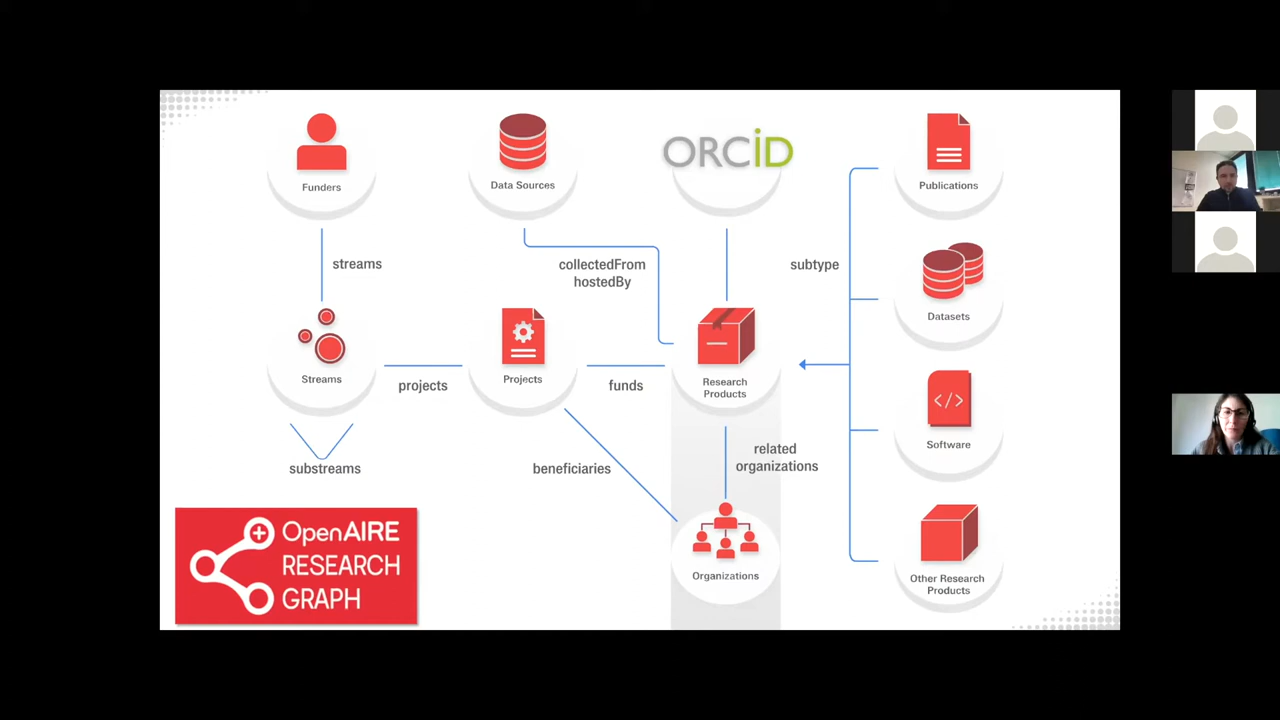 Funders
Data Sources
ORCiD
Publications
streams
collectedFrom
hostedBy
subtype
Datasets
Streams
projects
Projects
funds
Research
Products
Software
substreams
beneficiaries
related
organizations
Organizations
Other Research
Products
OpenAIRE
RESEARCH
GRAPH